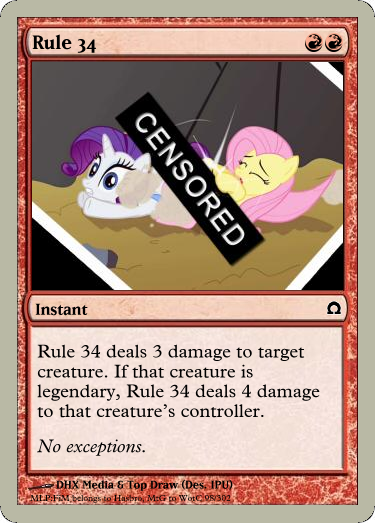 Rule 34
CENSORED
Instant
Rule 34 deals 3 damage to target
creature. If that creature is
legendary, Rule 34 deals 4 damage
to that creature's controller.
No exceptions.
DHX Media & Top Draw (Des. IPU)
MLP:FiM belongs to Hasbro, MtG to WotC. 98/302